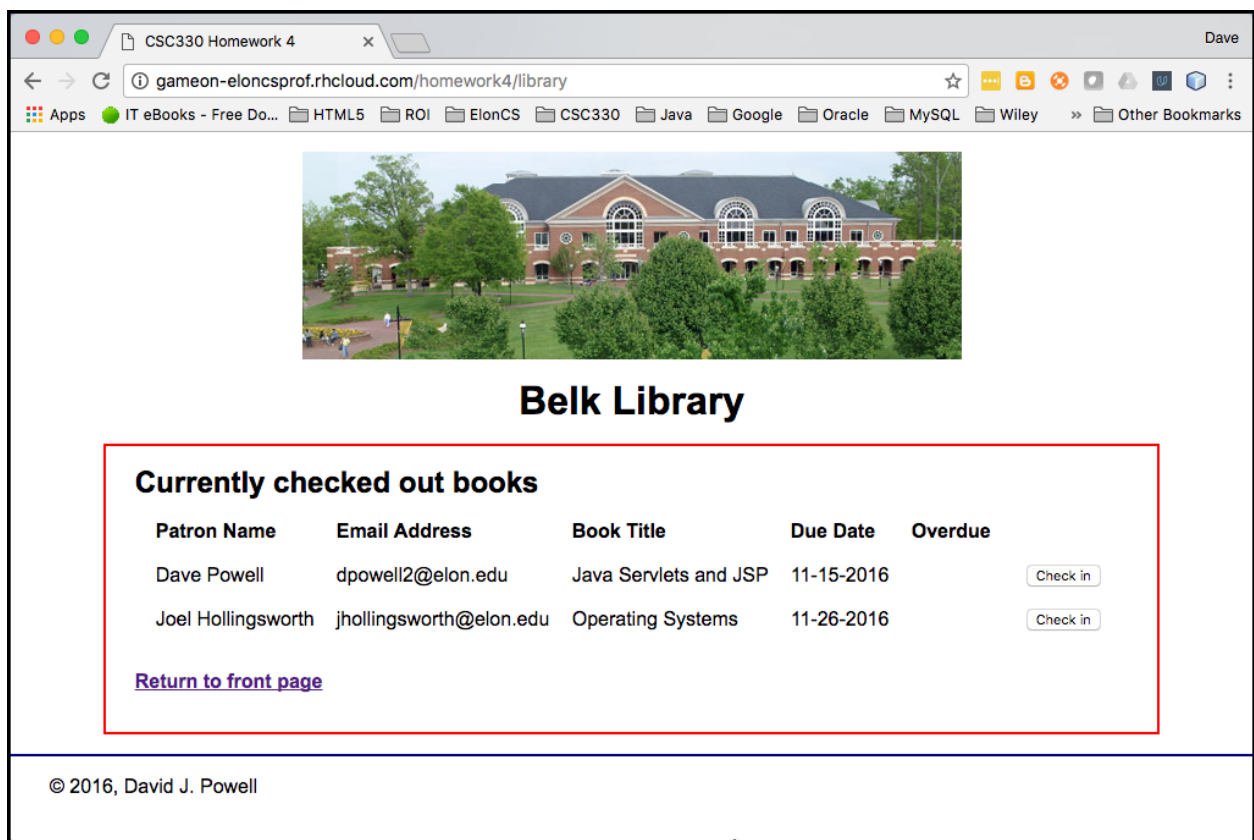 CSC330 Homework 4
Dave
gameon-eloncsprof.rhcloud.com/homework4/library
Apps IT eBooks - Free Do... HTML5 ROI ElonCS CSC330 Java Google Oracle MySQL Wiley » Other Bookmarks
Belk Library
Currently checked out books
Patron Name Email Address Book Title Due Date Overdue
Dave Powell dpowell2@elon.edu Java Servlets and JSP 11-15-2016 Check in
Joel Hollingsworth jhollingsworth@elon.edu Operating Systems 11-26-2016 Check in
Return to front page
© 2016, David J. Powell